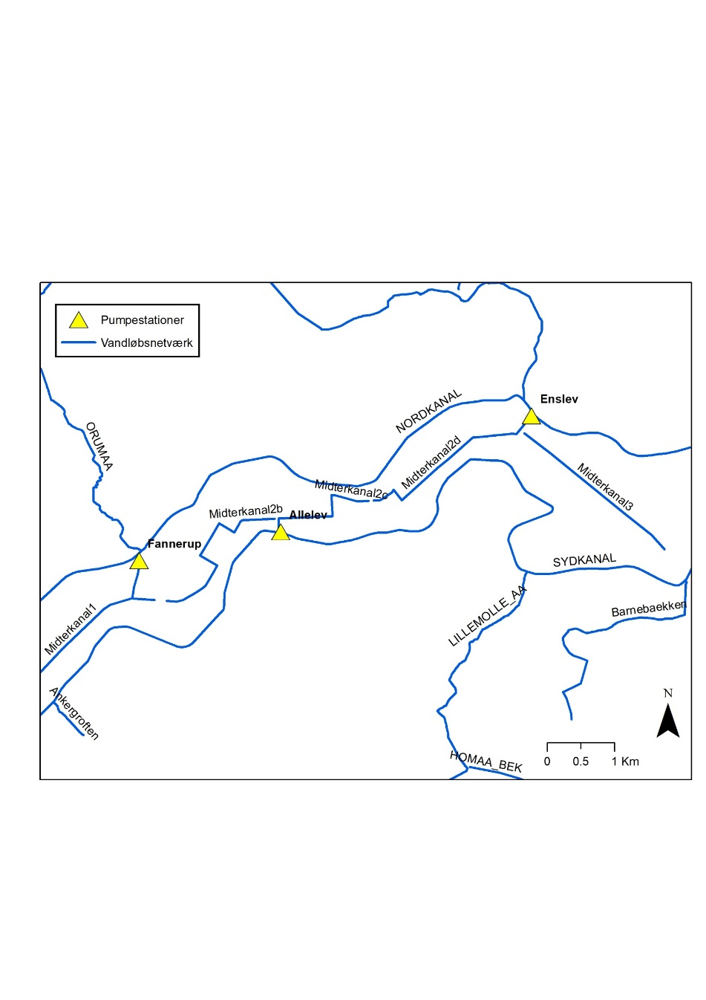 Pumpestationer
Vandløbsnetværk
Enslev
NORDKANAL
ORUMAA
Midterkanal2d
Midterkanal3
Midterkanal2c
Midterkanal2b
Allelev
Fannerup
SYDKANAL
LILLEMOLLE_AA
Barnebaekken
Midterkanal1
Ankergroften
N
HOMAA_BEK
0 0.5 1 Km